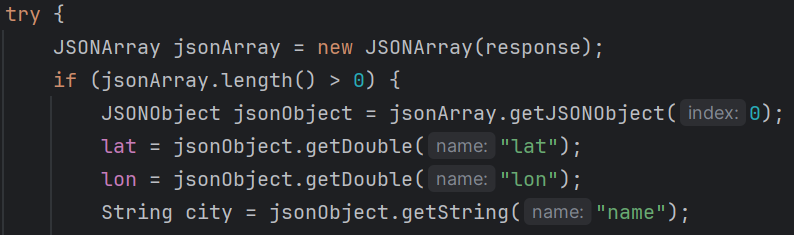 try {
JSONArray jsonArray = new JSONArray(response);
if (jsonArray.length() > 0) {
JSONObject jsonObject = jsonArray.getJSONObject( index: 0);
lat = jsonObject.getDouble( name: "lat");
lon = jsonObject.getDouble( name: "lon");
String city = jsonObject.getString( name: "name");